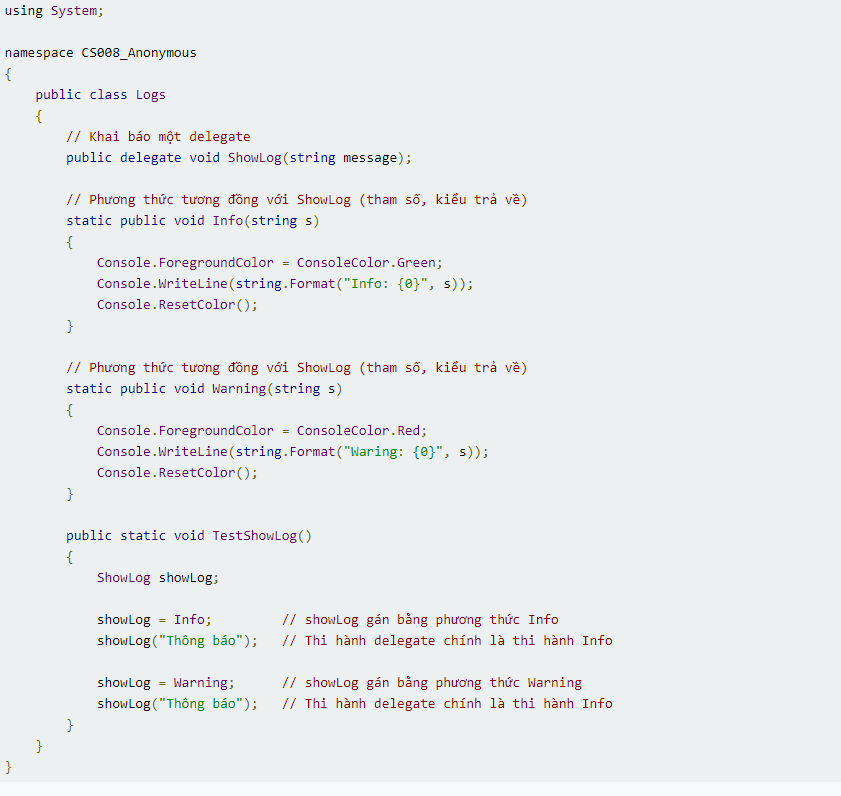 using System;
namespace CS008_Anonymous
{
public class Logs
{
// Khai báo một delegate
public delegate void ShowLog(string message);
// Phương thức tương đồng với ShowLog (tham số, kiểu trả về)
static public void Info(string s)
{
Console.ForegroundColor = ConsoleColor.Green;
Console.WriteLine(string.Format("Info: {0}", s));
Console.ResetColor();
}
// Phương thức tương đồng với ShowLog (tham số, kiểu trả về)
static public void Warning(string s)
{
Console.ForegroundColor = ConsoleColor.Red;
Console.WriteLine(string.Format("Waring: {0}", s));
Console.ResetColor();
}
public static void TestShowLog()
{
ShowLog showLog;
showLog = Info;         // showLog gán bằng phương thức Info
showLog("Thông báo");   // Thi hành delegate chính là thi hành Info
showLog = Warning;      // showLog gán bằng phương thức Warning
showLog("Thông báo");   // Thi hành delegate chính là thi hành Info
}
}
}